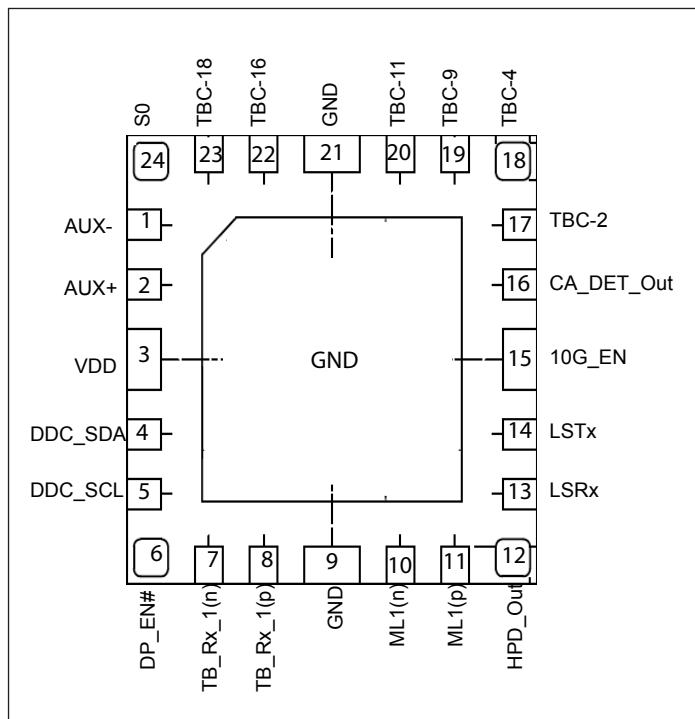 S0
TBC-18
TBC-16
GND
TBC-11
TBC-9
TBC-4
24
23
22
21
20
19
18
AUX-
1
17
TBC-2
AUX+
2
16
CA_DET_Out
VDD
3
GND
15
10G_EN
DDC_SDA
4
14
LSTx
DDC_SCL
5
13
LSRx
6
7
8
9
10
11
12
DP_EN#
TB_Rx_1(n)
TB_Rx_1(p)
GND
ML1(n)
ML1(p)
HPD_Out